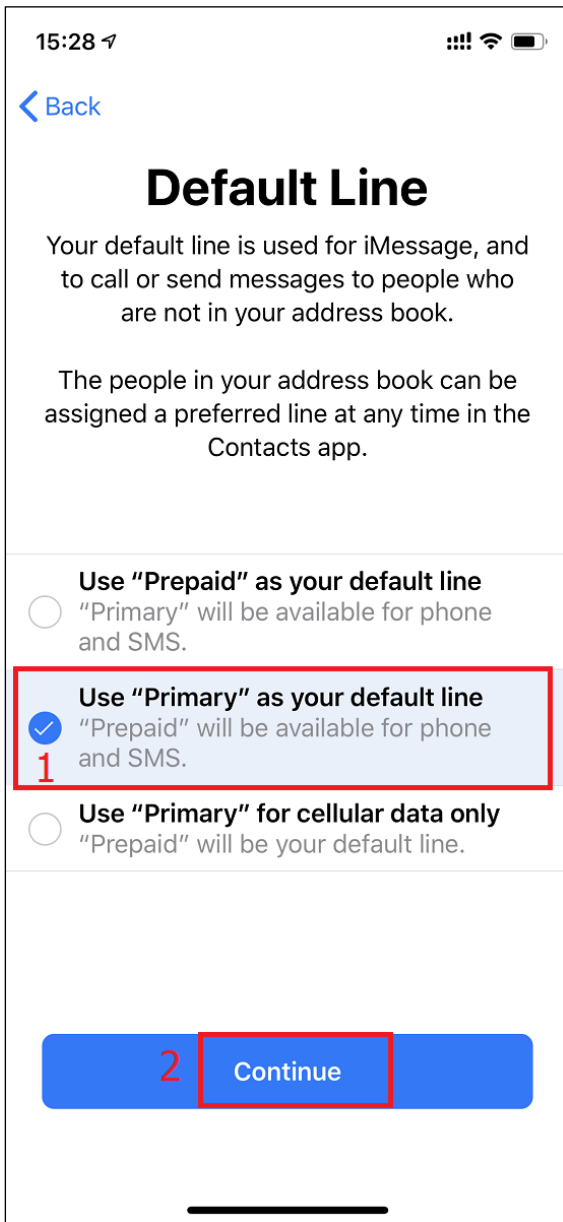 15:28
Back
Default Line
Your default line is used for iMessage, and
to call or send messages to people who
are not in your address book.
The people in your address book can be
assigned a preferred line at any time in the
Contacts app.
Use “Prepaid” as your default line
“Primary” will be available for phone
and SMS.
Use “Primary” as your default line
“Prepaid” will be available for phone
and SMS.
1
Use “Primary” for cellular data only
“Prepaid” will be your default line.
2 Continue